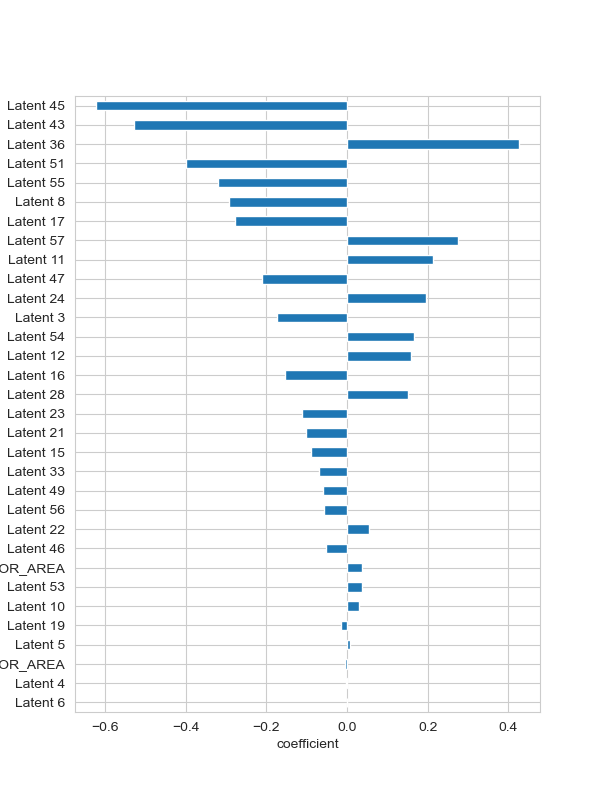 Latent 45
Latent 43
Latent 36
Latent 51
Latent 55
Latent 8
Latent 17
Latent 57
Latent 11
Latent 47
Latent 24
Latent 3
Latent 54
Latent 12
Latent 16
Latent 28
Latent 23
Latent 21
Latent 15
Latent 33
Latent 49
Latent 56
Latent 22
Latent 46
OR_AREA
Latent 53
Latent 10
Latent 19
Latent 5
OR_AREA
Latent 4
Latent 6
−0.6 −0.4 −0.2 0.0 0.2 0.4
coefficient